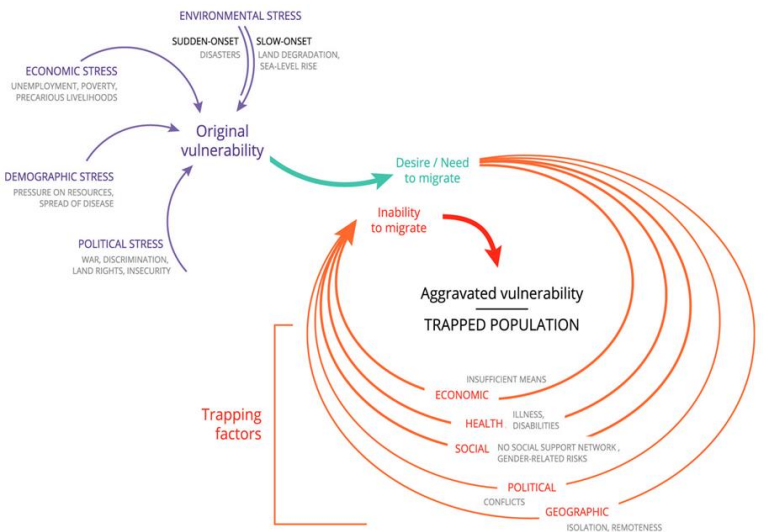 ENVIRONMENTAL STRESS
SUDDEN-ONSET
DISASTERS
SLOW-ONSET
LAND DEGRADATION,
SEA-LEVEL RISE
ECONOMIC STRESS
UNEMPLOYMENT, POVERTY,
PRECARIOUS LIVELIHOODS
Original
vulnerability
DEMOGRAPHIC STRESS
PRESSURE ON RESOURCES,
SPREAD OF DISEASE
POLITICAL STRESS
WAR, DISCRIMINATION,
LAND RIGHTS, INSECURITY
Desire / Need
to migrate
Inability
to migrate
Aggravated vulnerability
TRAPPED POPULATION
Trapping
factors
INSUFFICIENT MEANS
ECONOMIC
HEALTH
ILLNESS,
DISABILITIES
SOCIAL
NO SOCIAL SUPPORT NETWORK,
GENDER-RELATED RISKS
POLITICAL
CONFLICTS
GEOGRAPHIC
ISOLATION, REMOTENESS